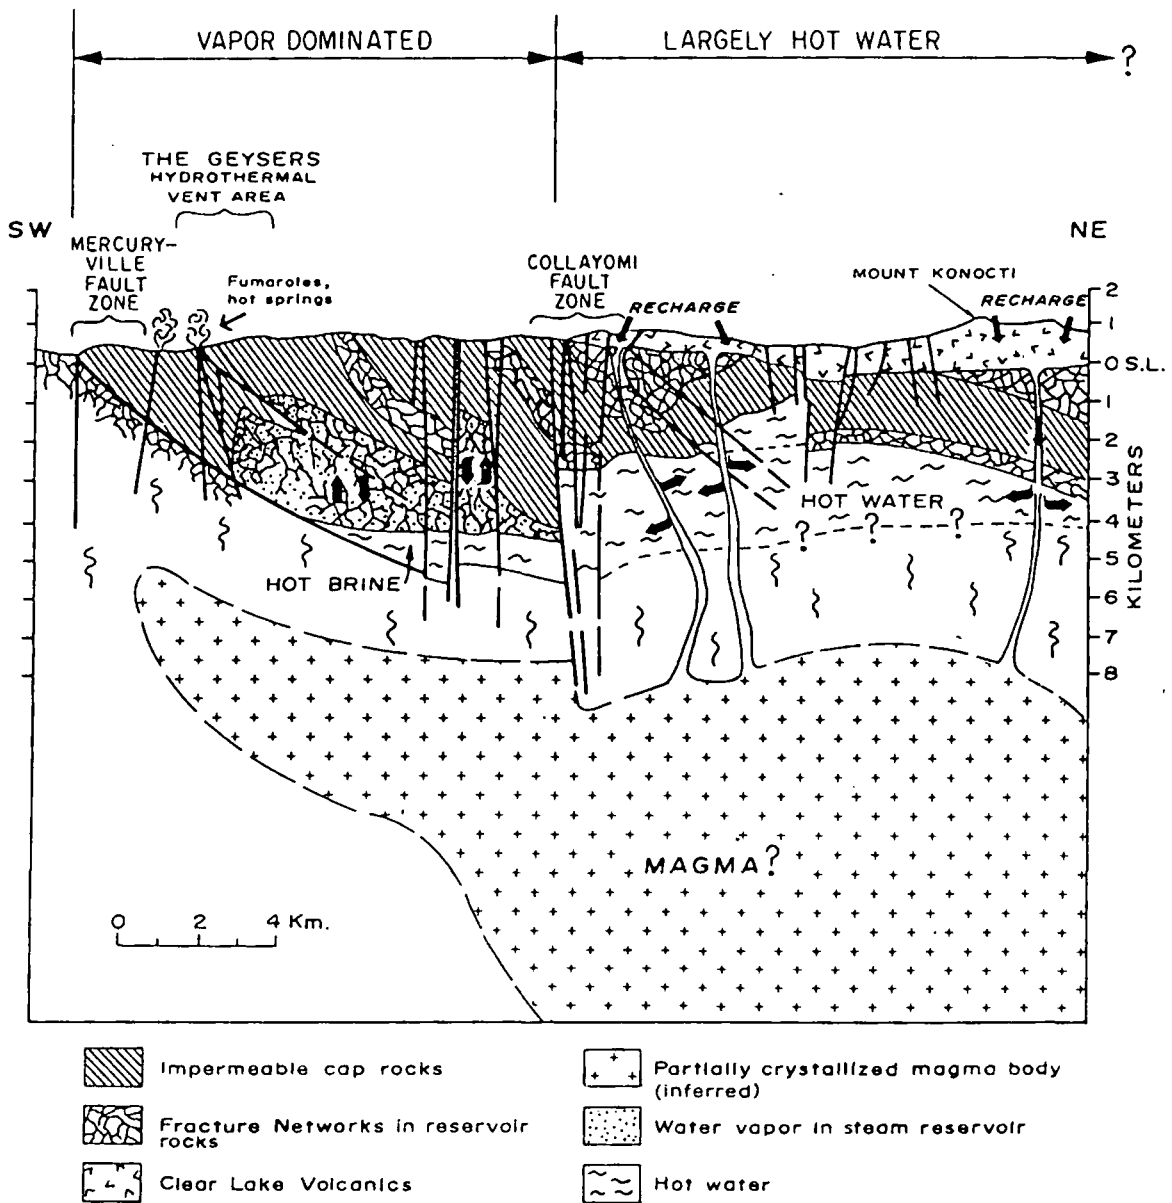 VAPOR DOMINATED
LARGELY HOT WATER
?
THE GEYSERS
HYDROTHERMAL
VENT AREA
SW
NE
MERCURY-
VILLE
FAULT
ZONE
Fumaroles,
hot springs
COLLAYOMI
FAULT
ZONE
RECHARGE
MOUNT KONOCTI
RECHARGE
2
1
0 S.L.
1
2
3
4
5
6
7
8
KILOMETERS
HOT WATER
? ? ?
HOT BRINE
MAGMA?
0 2 4 Km.
Impermeable cap rocks
Fracture Networks in reservoir
rocks
Clear Lake Volcanics
Partially crystallized magma body
(inferred)
Water vapor in steam reservoir
Hot water